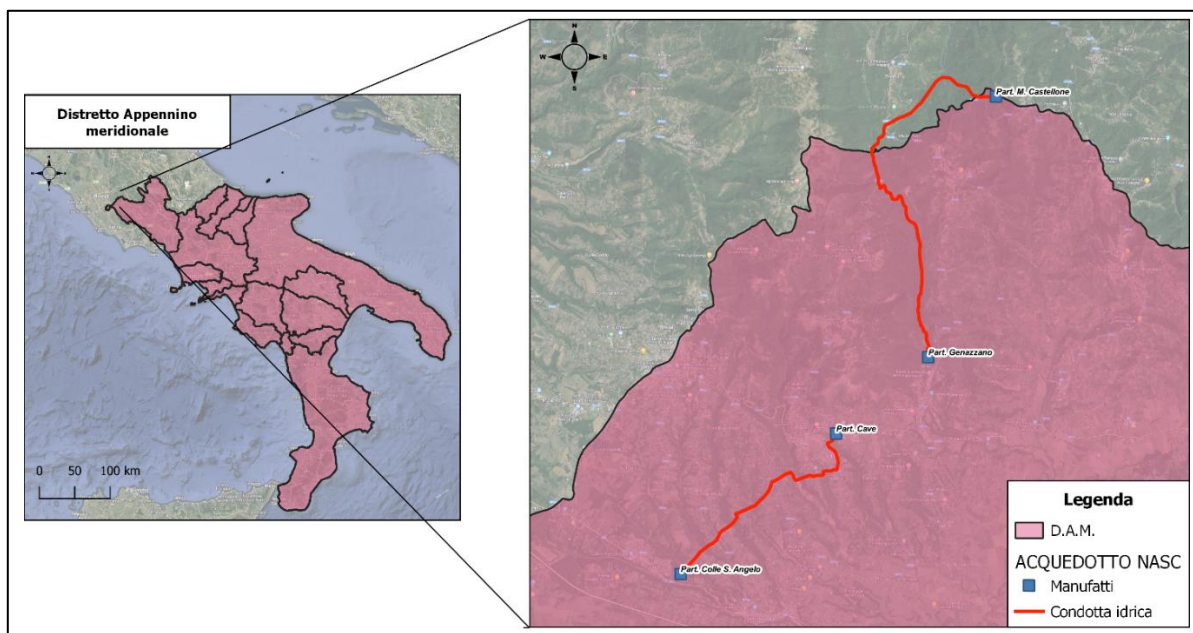 Distretto Appennino
meridionale
N
W
E
S
0 50 100 km
N
W
E
S
Part. M. Castellone
Part. Genazzano
Part. Cave
Part. Colle S. Angelo
Legenda
D.A.M.
ACQUEDOTTO NASC
Manufatti
Condotta idrica